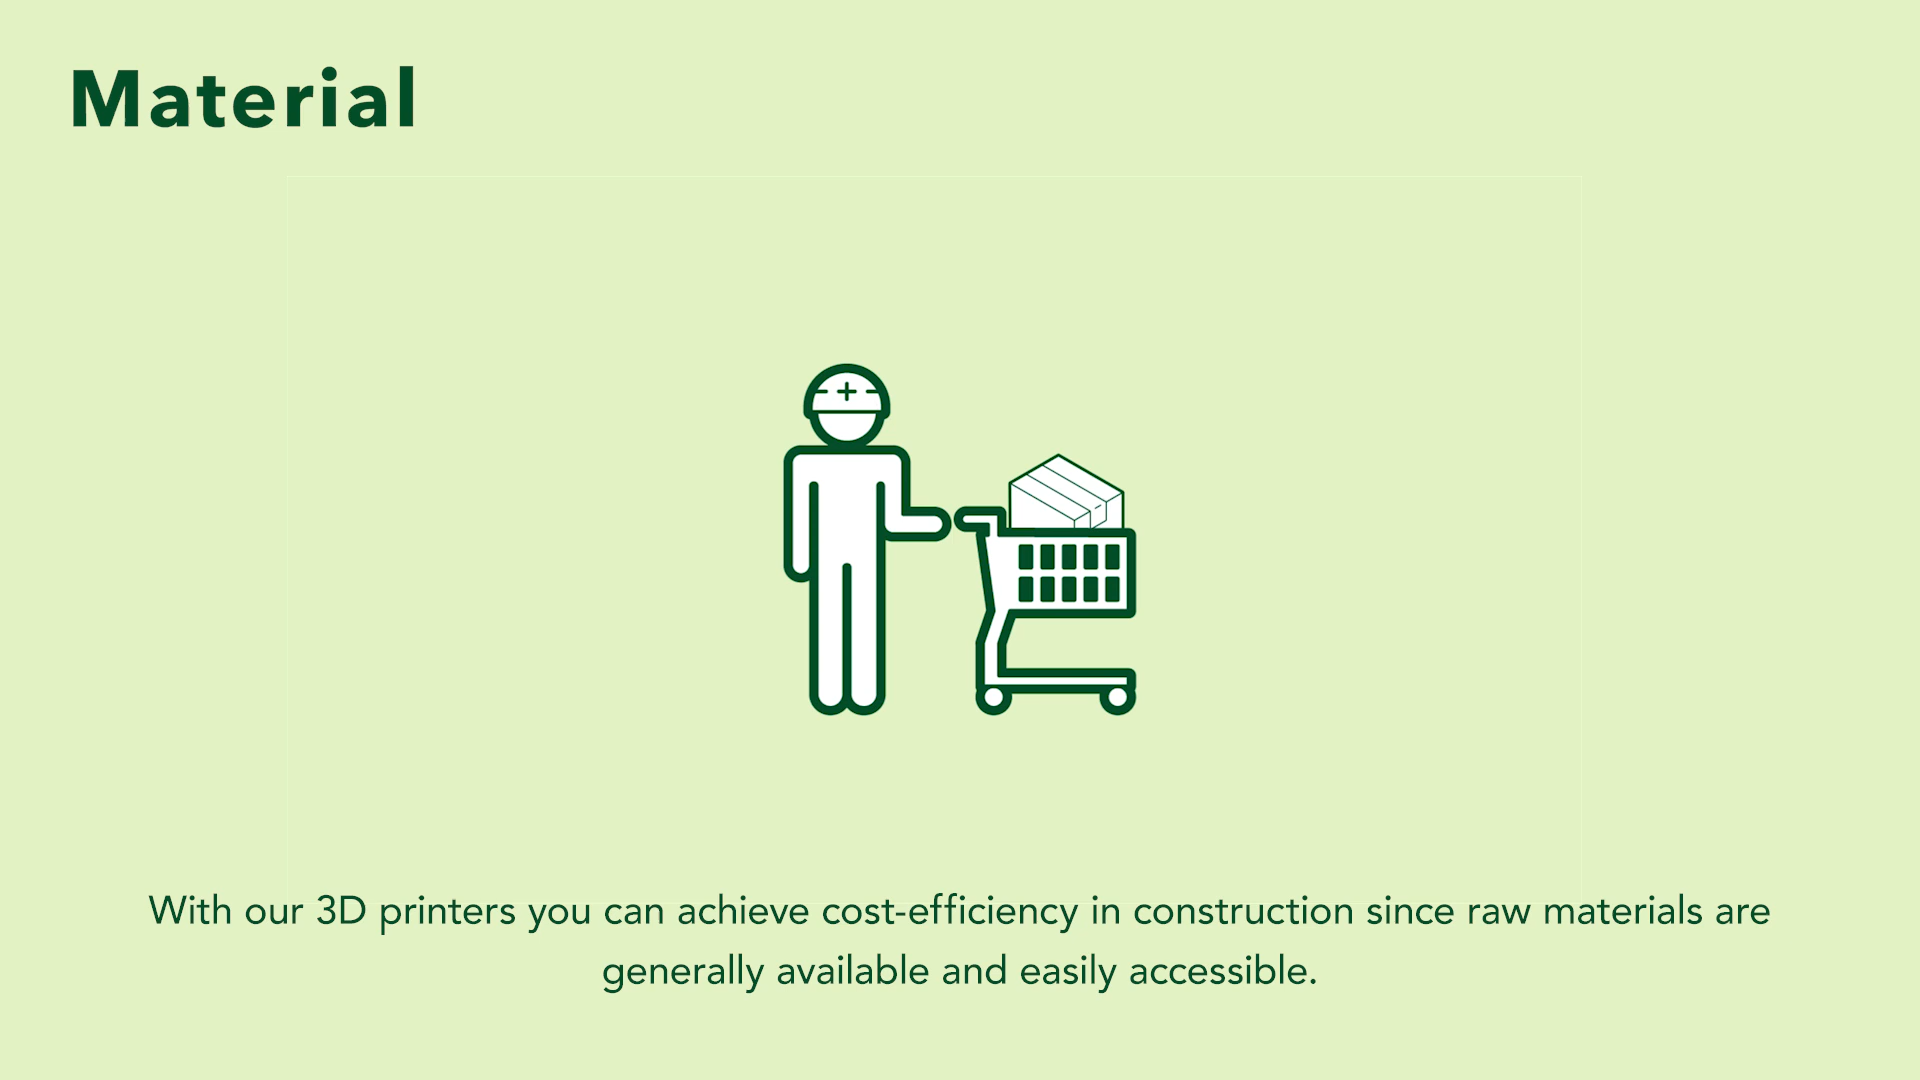 Material
With our 3D printers you can achieve cost-efficiency in construction since raw materials are
generally available and easily accessible.